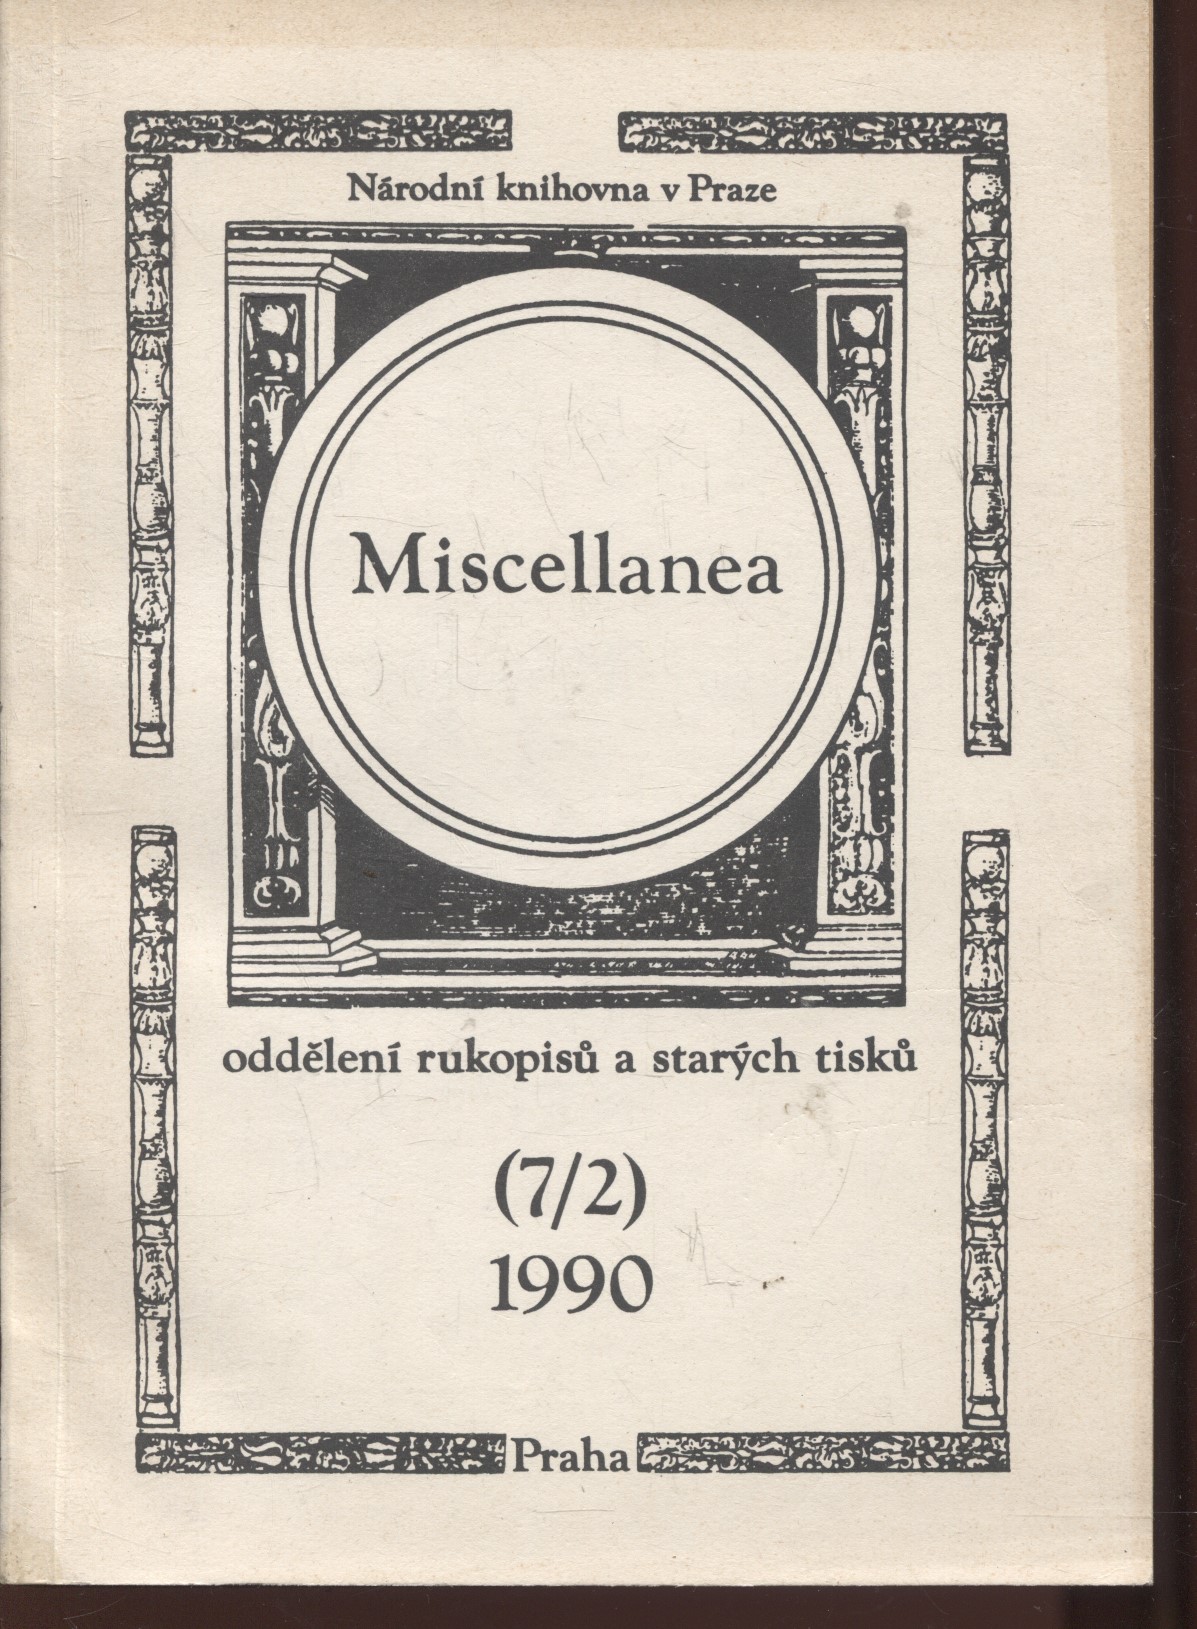 Národní knihovna v Praze
Miscellanea
oddělení rukopisů a starých tisků
(7/2)
1990
Praha